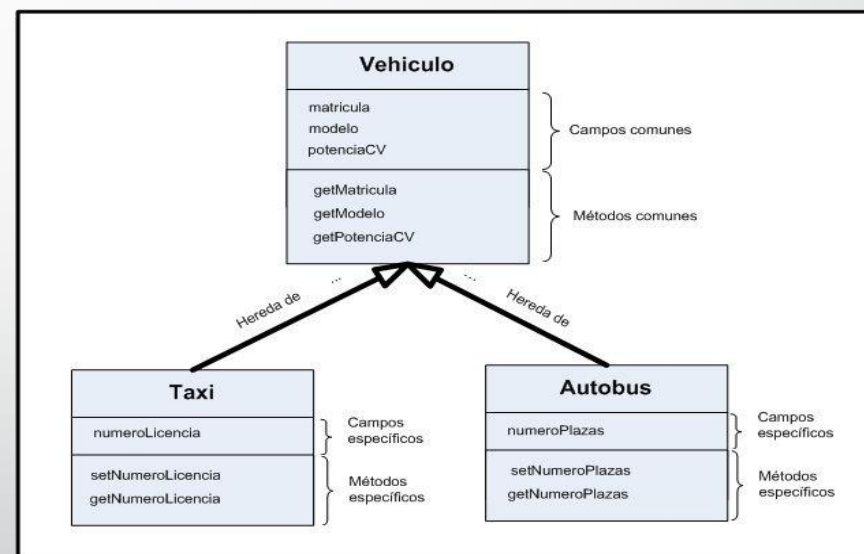 Vehiculo
matricula
modelo
potenciaCV
Campos comunes
getMatricula
getModelo
getPotenciaCV
Métodos comunes
Hereda de ...
... Hereda de
Taxi
numeroLicencia
Campos
específicos
setNumeroLicencia
getNumeroLicencia
Métodos
específicos
Autobus
numeroPlazas
Campos
específicos
setNumeroPlazas
getNumeroPlazas
Métodos
específicos